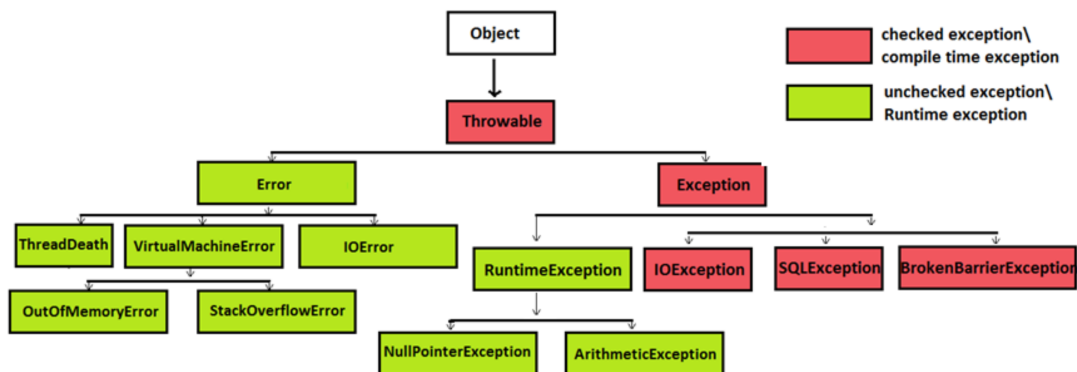 Object
checked exception\
compile time exception
unchecked exception\
Runtime exception
Throwable
Error
Exception
ThreadDeath
VirtualMachineError
IOError
RuntimeException
IOException
SQLException
BrokenBarrierException
OutOfMemoryError
StackOverflowError
NullPointerException
ArithmeticException